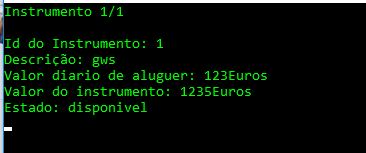 Instrumento 1/1
Id do Instrumento: 1
Descrição: gws
Valor diario de aluguer: 123Euros
Valor do instrumento: 1235Euros
Estado: disponivel